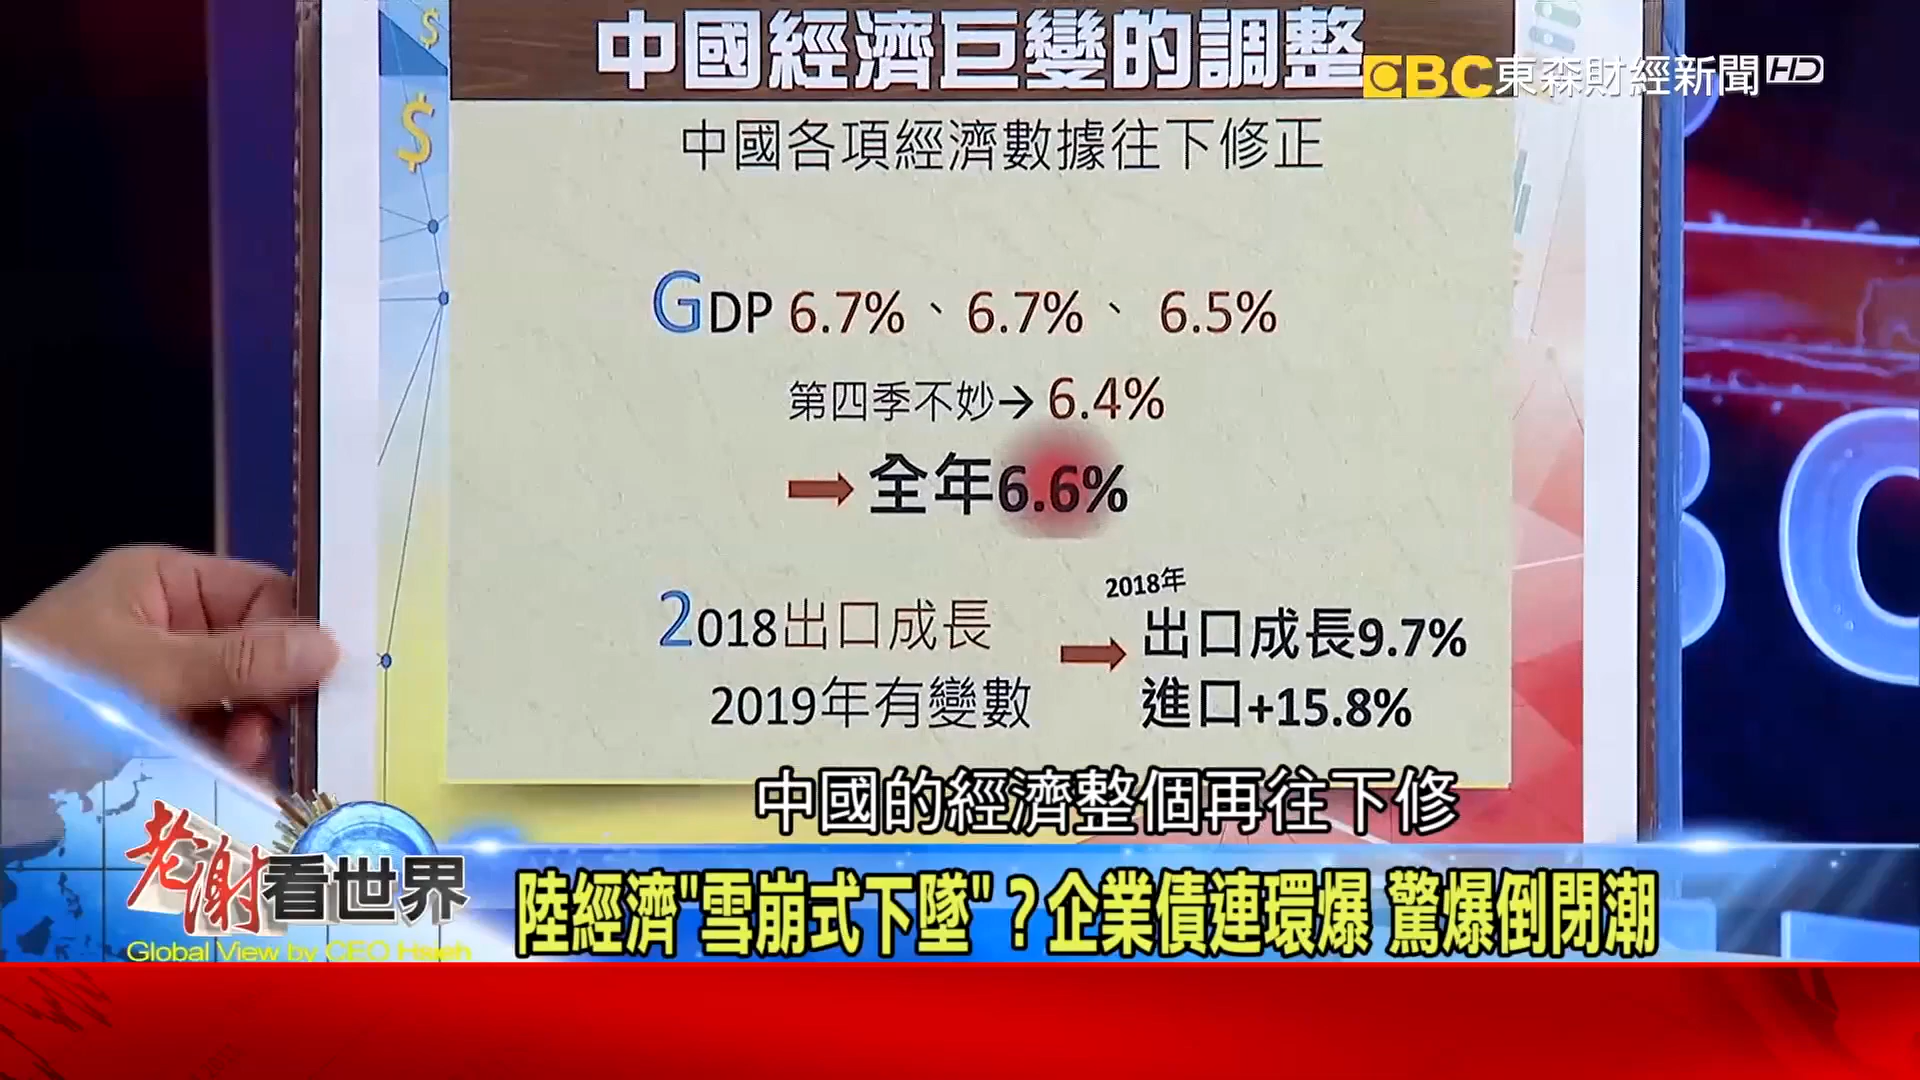 中國經濟巨變的調整
EBC東森財經新聞HD
中國各項經濟數據往下修正
GDP 6.7%、6.7%、6.5%
第四季不妙→6.4%
→全年6.6%
2018出口成長
2019年有變數
2018年
→出口成長9.7%
進口+15.8%
中國的經濟整個再往下修
老謝看世界
Global View by CEO Hsieh
陸經濟"雪崩式下墜"？企業債連環爆 驚爆倒閉潮